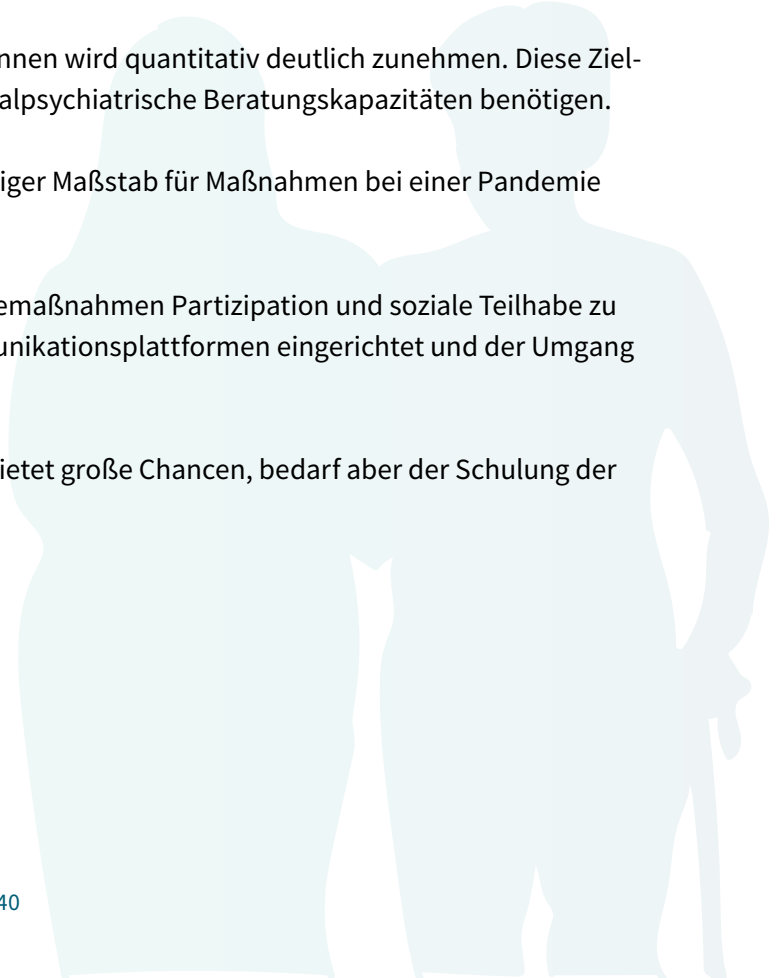 nnen wird quantitativ deutlich zunehmen. Diese Ziel-
alpsychiatrische Beratungskapazitäten benötigen.
iger Maßstab für Maßnahmen bei einer Pandemie
emaßnahmen Partizipation und soziale Teilhabe zu
unikationsplattformen eingerichtet und der Umgang
ietet große Chancen, bedarf aber der Schulung der
40